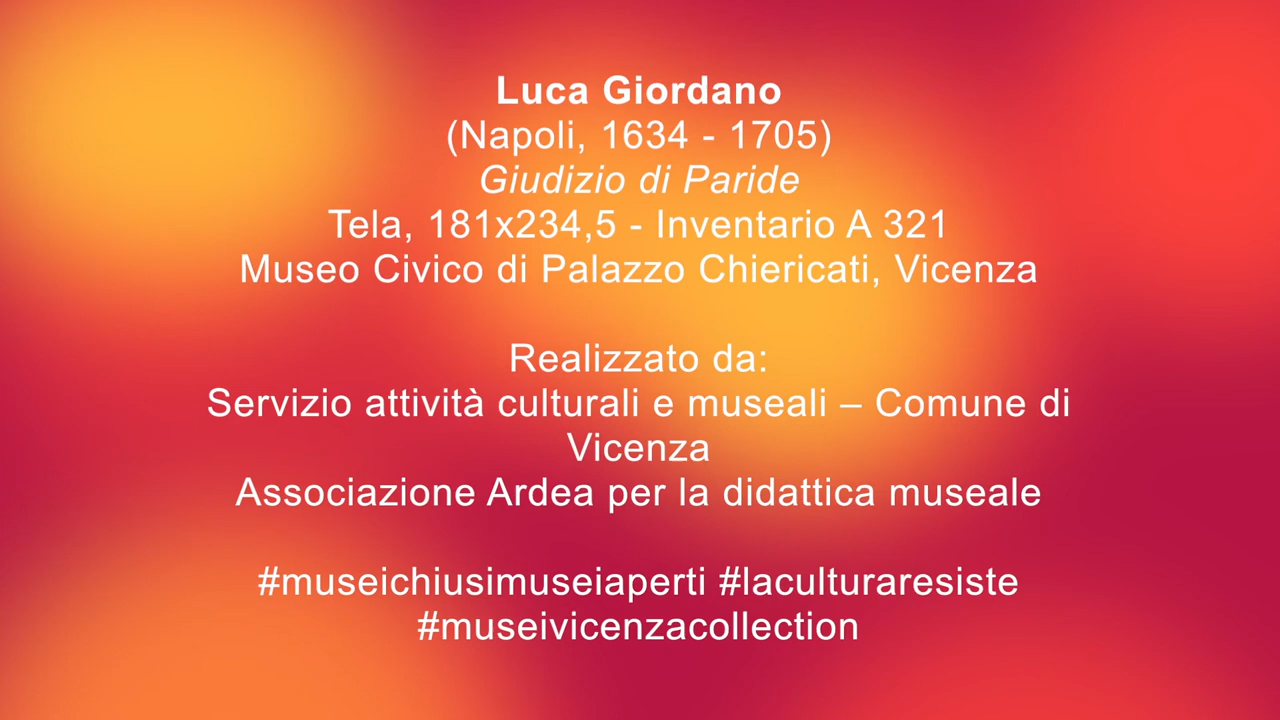 Luca Giordano
(Napoli, 1634 - 1705)
Giudizio di Paride
Tela, 181x234,5 - Inventario A 321
Museo Civico di Palazzo Chiericati, Vicenza
Realizzato da:
Servizio attività culturali e museali – Comune di
Vicenza
Associazione Ardea per la didattica museale
#museichiusimuseiaperti #laculturaresiste
#museivicenzacollection